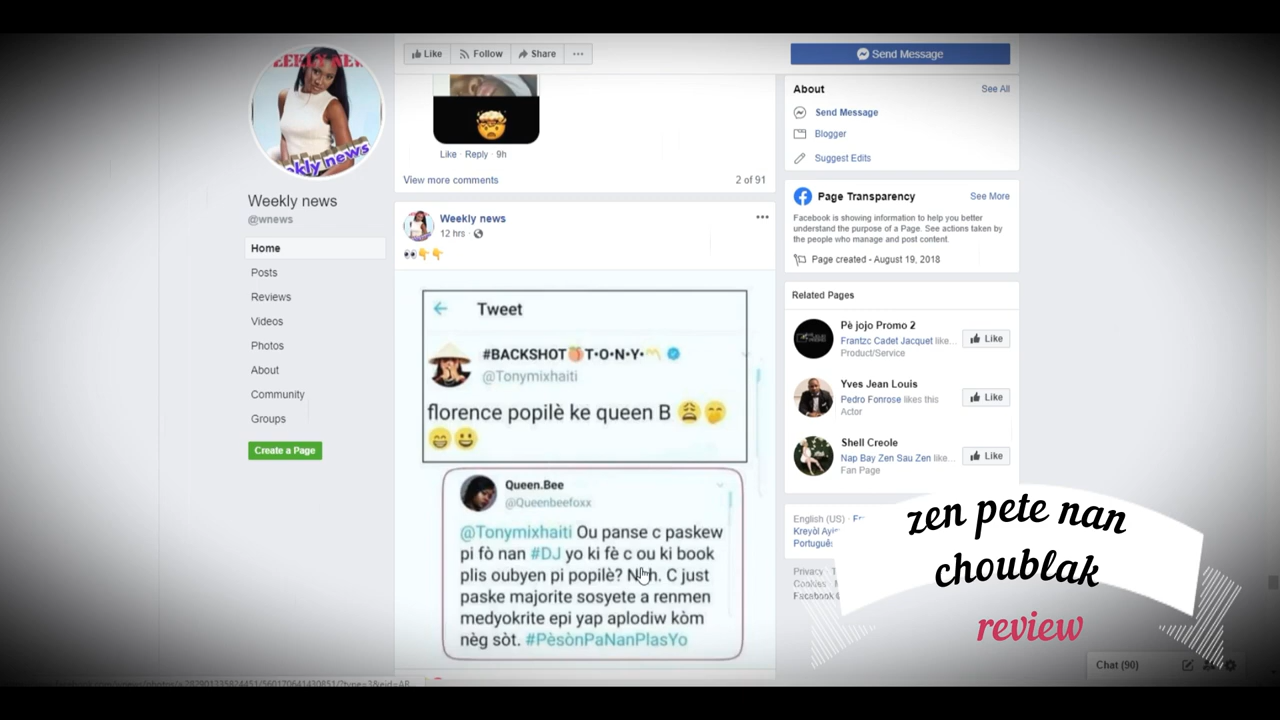 EEKLY NEW
ekly news
Weekly news
@wnews
Home
Posts
Reviews
Videos
Photos
About
Community
Groups
Create a Page
Like Follow Share ...
Like · Reply · 9h
View more comments 2 of 91
Weekly news
12 hrs ·
Tweet
#BACKSHOT🍑T•O•N•Y•
@Tonymixhaiti
florence popilè ke queen B
Queen.Bee
@Queenbeefoxx
@Tonymixhaiti Ou panse c paskew
pi fò nan #DJ yo ki fè c ou ki book
plis oubyen pi popilè? C just
paske majorite sosyete a renmen
medyokrite epi yap aplodiw kòm
nèg sòt. #PèsònPaNanPlasYo
Send Message
About See All
Send Message
Blogger
Suggest Edits
Page Transparency See More
Facebook is showing information to help you better
understand the purpose of a Page. See actions taken by
the people who manage and post content.
Page created - August 19, 2018
Related Pages
Pè jojo Promo 2
Frantzc Cadet Jacquet like...
Product/Service
Like
Yves Jean Louis
Pedro Fonrose likes this
Actor
Like
Shell Creole
Nap Bay Zen Sau Zen like...
Fan Page
Like
English (US) ·
Kreyòl
Privacy ·
zen pete nan
choublak
review
Chat (90)